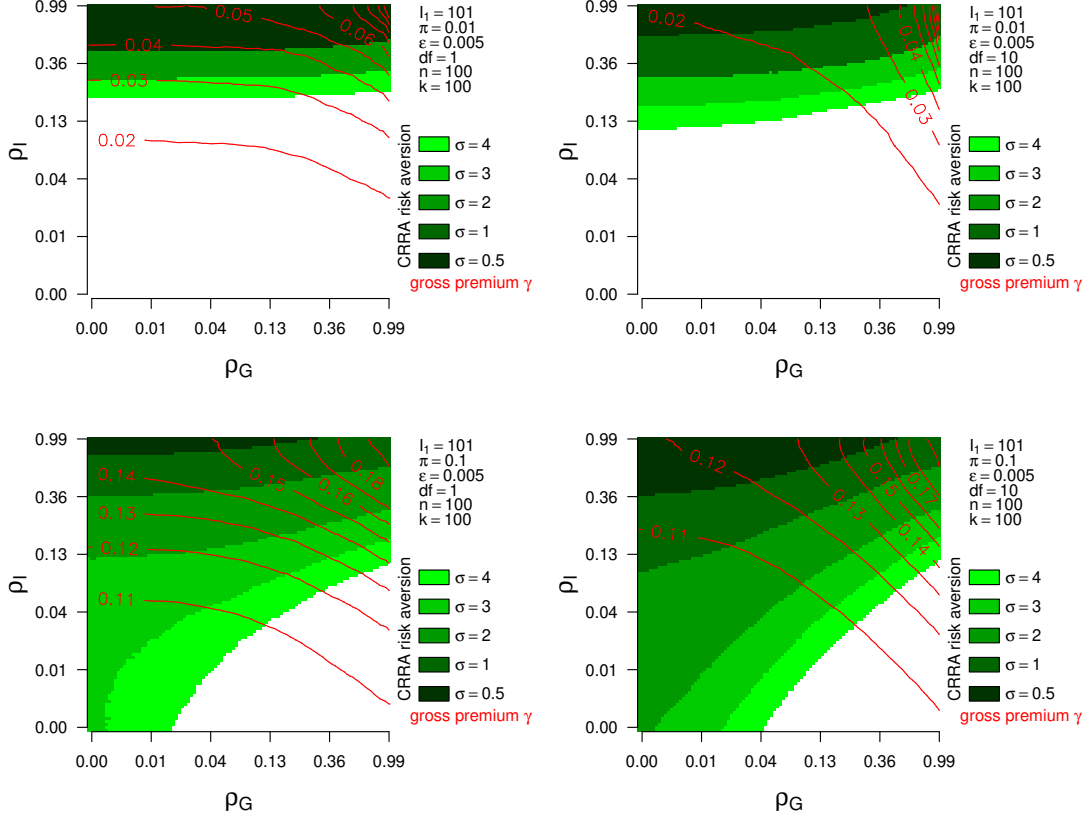 0.99
0.36
0.13
0.04
0.01
0.00
ρI
0.05
0.04
0.06
0.03
0.02
0.00
0.01
0.04
0.13
0.36
0.99
ρG
I1 = 101
π = 0.01
ε = 0.005
df = 1
n = 100
k = 100
CRRA risk aversion
σ = 4
σ = 3
σ = 2
σ = 1
σ = 0.5
gross premium γ
0.99
0.36
0.13
0.04
0.01
0.00
ρI
0.02
0.04
0.03
0.00
0.01
0.04
0.13
0.36
0.99
ρG
I1 = 101
π = 0.01
ε = 0.005
df = 10
n = 100
k = 100
CRRA risk aversion
σ = 4
σ = 3
σ = 2
σ = 1
σ = 0.5
gross premium γ
0.99
0.36
0.13
0.04
0.01
0.00
ρI
0.14
0.15
0.18
0.16
0.13
0.12
0.11
0.00
0.01
0.04
0.13
0.36
0.99
ρG
I1 = 101
π = 0.1
ε = 0.005
df = 1
n = 100
k = 100
CRRA risk aversion
σ = 4
σ = 3
σ = 2
σ = 1
σ = 0.5
gross premium γ
0.99
0.36
0.13
0.04
0.01
0.00
ρI
0.12
0.15
0.17
0.13
0.14
0.11
0.00
0.01
0.04
0.13
0.36
0.99
ρG
I1 = 101
π = 0.1
ε = 0.005
df = 10
n = 100
k = 100
CRRA risk aversion
σ = 4
σ = 3
σ = 2
σ = 1
σ = 0.5
gross premium γ